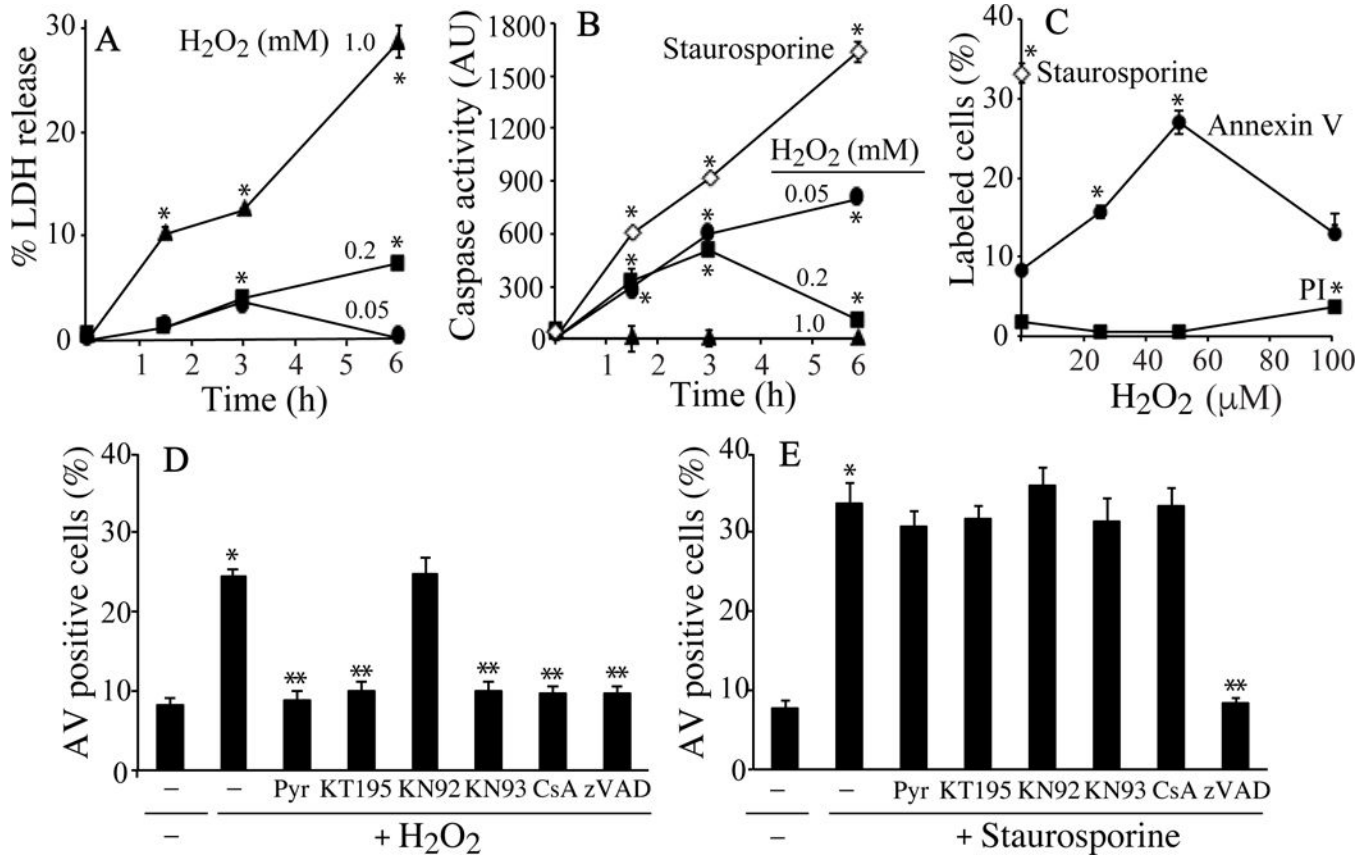 A
H2O2 (mM)
% LDH release
30
20
10
0
1.0
*
*
*
*
0.2
*
0.05
1 2 3 4 5 6
Time (h)
B
Caspase activity (AU)
1800
1500
1200
900
600
300
0
Staurosporine
*
*
*
H2O2 (mM)
0.05
*
*
*
*
*
0.2
*
1.0
1 2 3 4 5 6
Time (h)
C
Labeled cells (%)
40
30
20
10
0
*
Staurosporine
*
Annexin V
*
PI *
20 40 60 80 100
H2O2 (μM)
D
AV positive cells (%)
40
30
20
10
0
*
** ** ** ** **
– – Pyr KT195 KN92 KN93 CsA zVAD
– + H2O2
E
AV positive cells (%)
40
30
20
10
0
*
**
– – Pyr KT195 KN92 KN93 CsA zVAD
– + Staurosporine